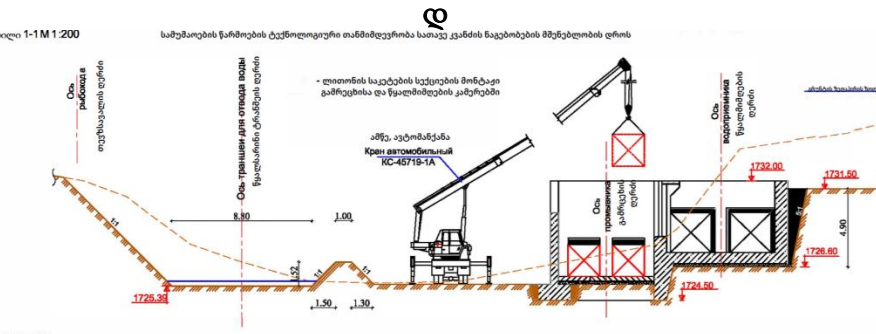 დ
1-1 M 1:200
სამუშაოების წარმოების ტექნოლოგიური თანმიმდევრობა სათავე კვანძის ნაგებობების მშენებლობის დროს
Ось
рыбохода
თევზსავალის ღერძი
Ось траншеи для отвода воды
წყალსარინი ტრანშეის ღერძი
- ლითონის საკეტების სექციების მონტაჟი
გამრეცხისა და წყალმიმღების კამერებში
ამწე, ავტომანქანა
Кран автомобильный
КС-45719-1А
Ось
промывника
გამრეცხის
ღერძი
Ось
водоприемника
წყალმიმღების
ღერძი
1732.00
1731.50
8.80
1.00
1:1
1:1
1:1
1.52
1.50
1.30
1725.39
5:1
4.90
1726.60
1724.50